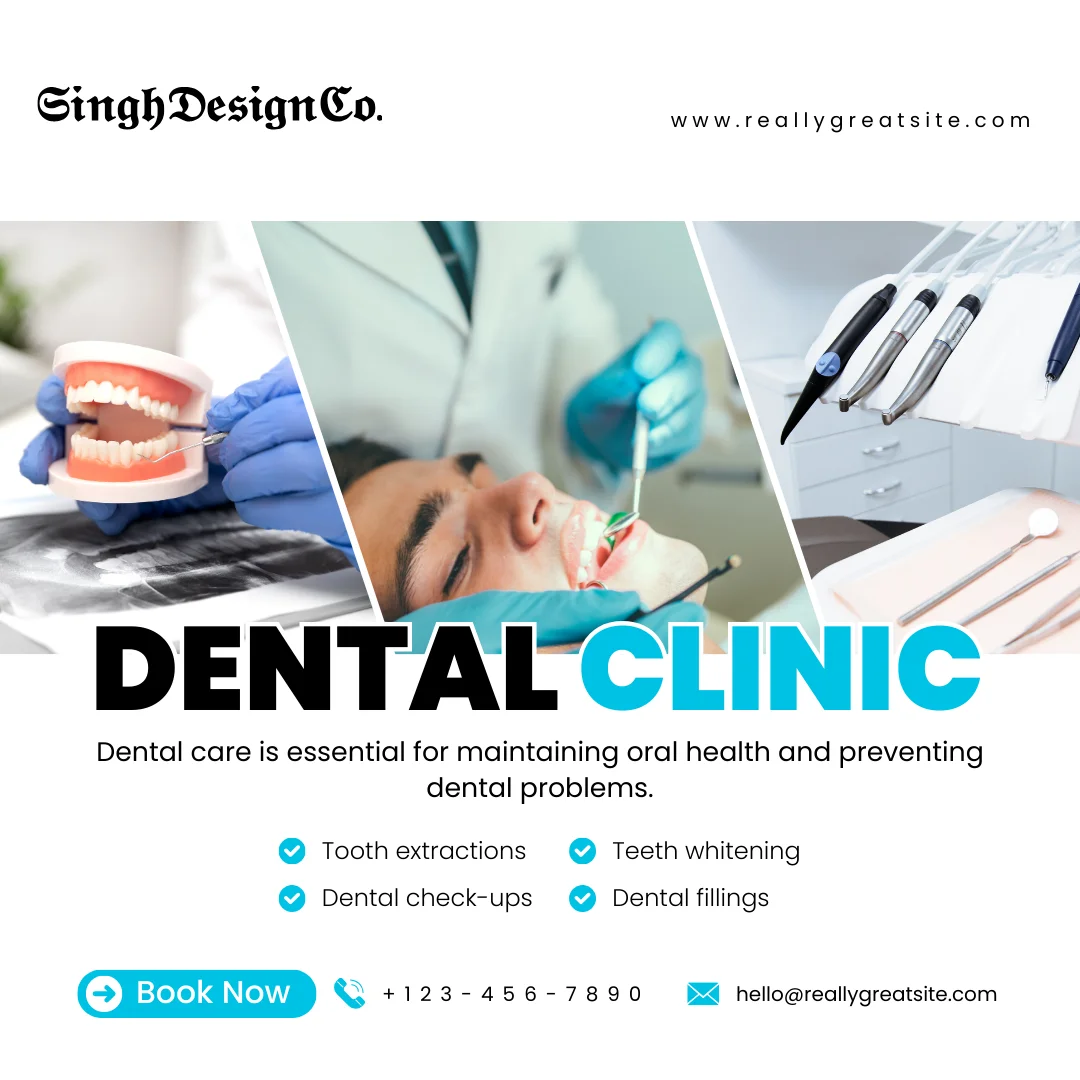 SinghDesignCo.
www.reallygreatsite.com
DENTAL CLINIC
Dental care is essential for maintaining oral health and preventing
dental problems.
Tooth extractions
Teeth whitening
Dental check-ups
Dental fillings
Book Now
+123-456-7890
hello@reallygreatsite.com